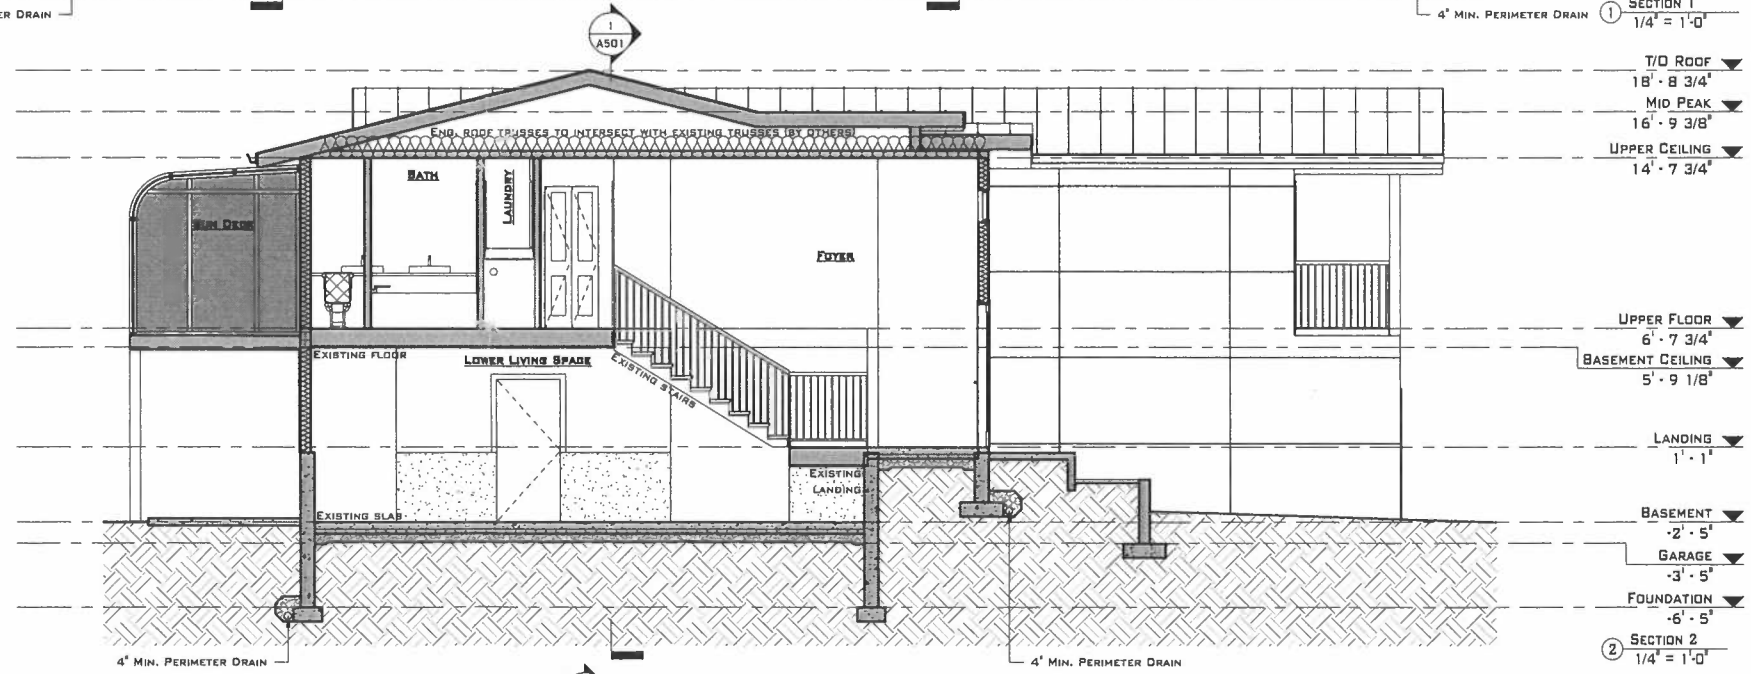 ER DRAIN
4" MIN. PERIMETER DRAIN
1
SECTION 1
1/4" = 1'-0"
1
A501
T/O ROOF
18' - 8 3/4"
MID PEAK
16' - 9 3/8"
ENG. ROOF TRUSSES TO INTERSECT WITH EXISTING TRUSSES (BY OTHERS)
UPPER CEILING
14' - 7 3/4"
BATH
LAUNDRY
SUN DECK
FOYER
UPPER FLOOR
6' - 7 3/4"
EXISTING FLOOR
LOWER LIVING SPACE
EXISTING STAIRS
BASEMENT CEILING
5' - 9 1/8"
LANDING
1' - 1"
EXISTING
LANDING
EXISTING SLAB
BASEMENT
-2' - 5"
GARAGE
-3' - 5"
FOUNDATION
-6' - 5"
4" MIN. PERIMETER DRAIN
4" MIN. PERIMETER DRAIN
2
SECTION 2
1/4" = 1'-0"